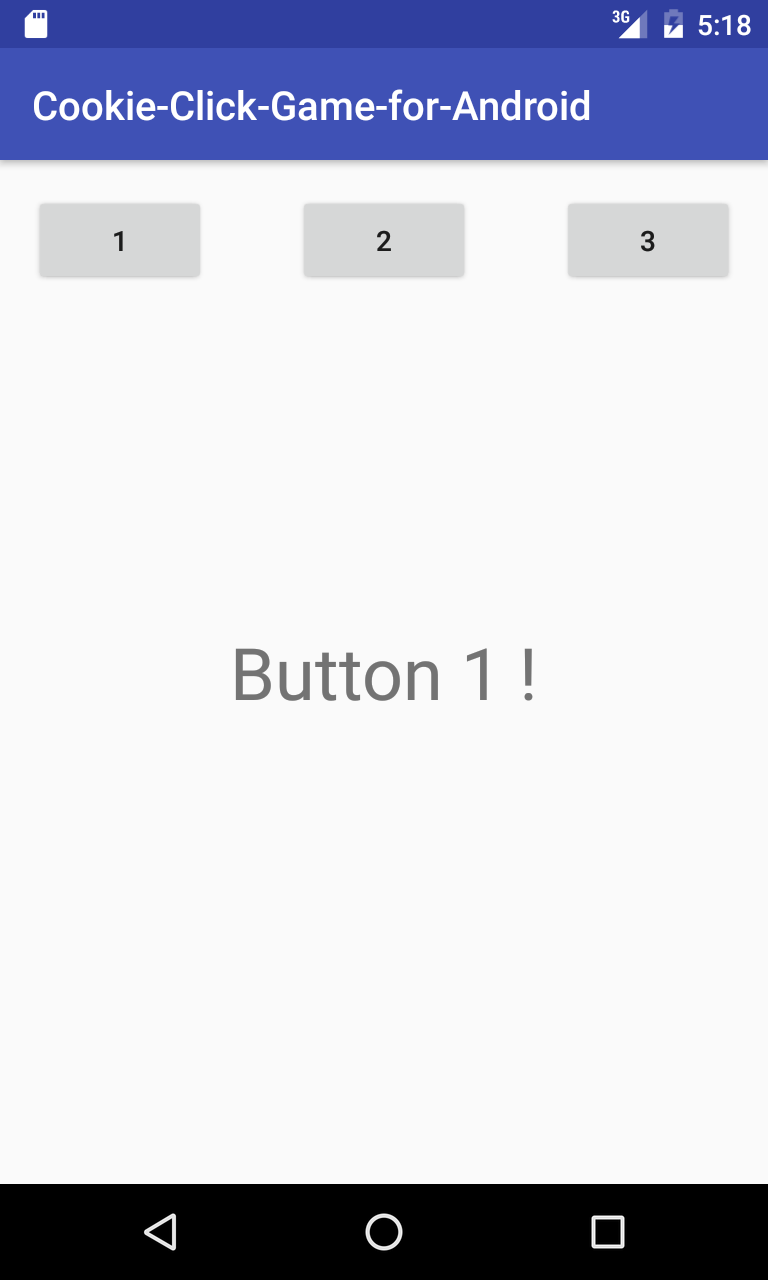 3G 5:18
Cookie-Click-Game-for-Android
1 2 3
Button 1 !